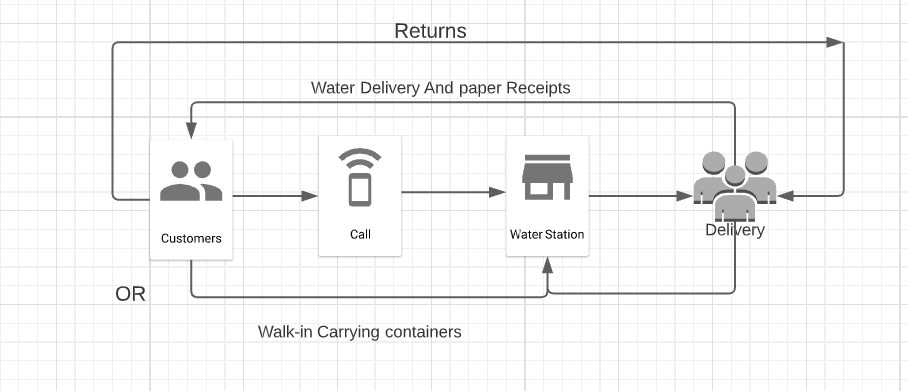 Returns
Water Delivery And paper Receipts
Customers
Call
Water Station
Delivery
OR
Walk-in Carrying containers